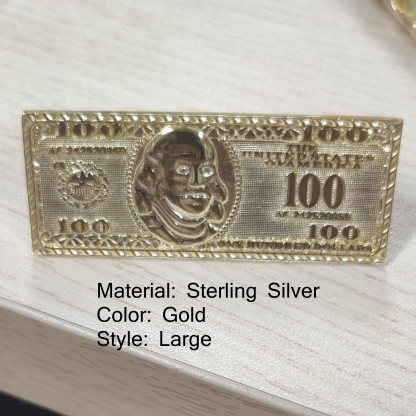 100 100
THE
100
100 100
ONE HUNDRED DOLLARS
Material: Sterling Silver
Color: Gold
Style: Large